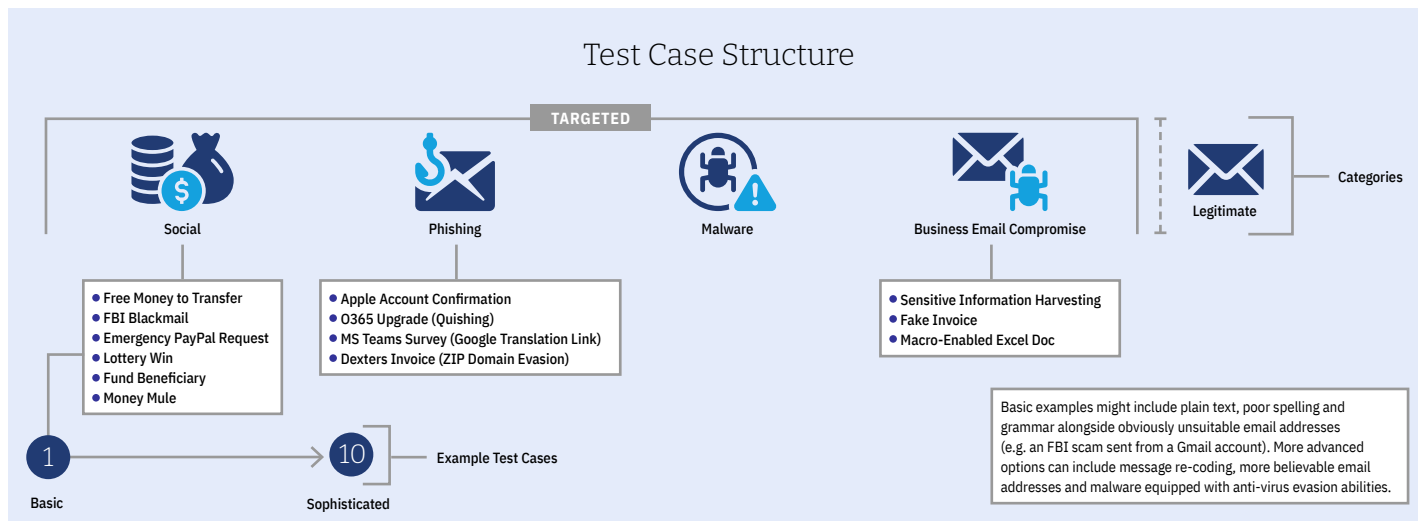 Test Case Structure
TARGETED
$
Social
Phishing
Malware
Business Email Compromise
Legitimate
Categories
Free Money to Transfer
FBI Blackmail
Emergency PayPal Request
Lottery Win
Fund Beneficiary
Money Mule
Apple Account Confirmation
O365 Upgrade (Quishing)
MS Teams Survey (Google Translation Link)
Dexters Invoice (ZIP Domain Evasion)
Sensitive Information Harvesting
Fake Invoice
Macro-Enabled Excel Doc
1
Basic
10
Sophisticated
Example Test Cases
Basic examples might include plain text, poor spelling and
grammar alongside obviously unsuitable email addresses
(e.g. an FBI scam sent from a Gmail account). More advanced
options can include message re-coding, more believable email
addresses and malware equipped with anti-virus evasion abilities.